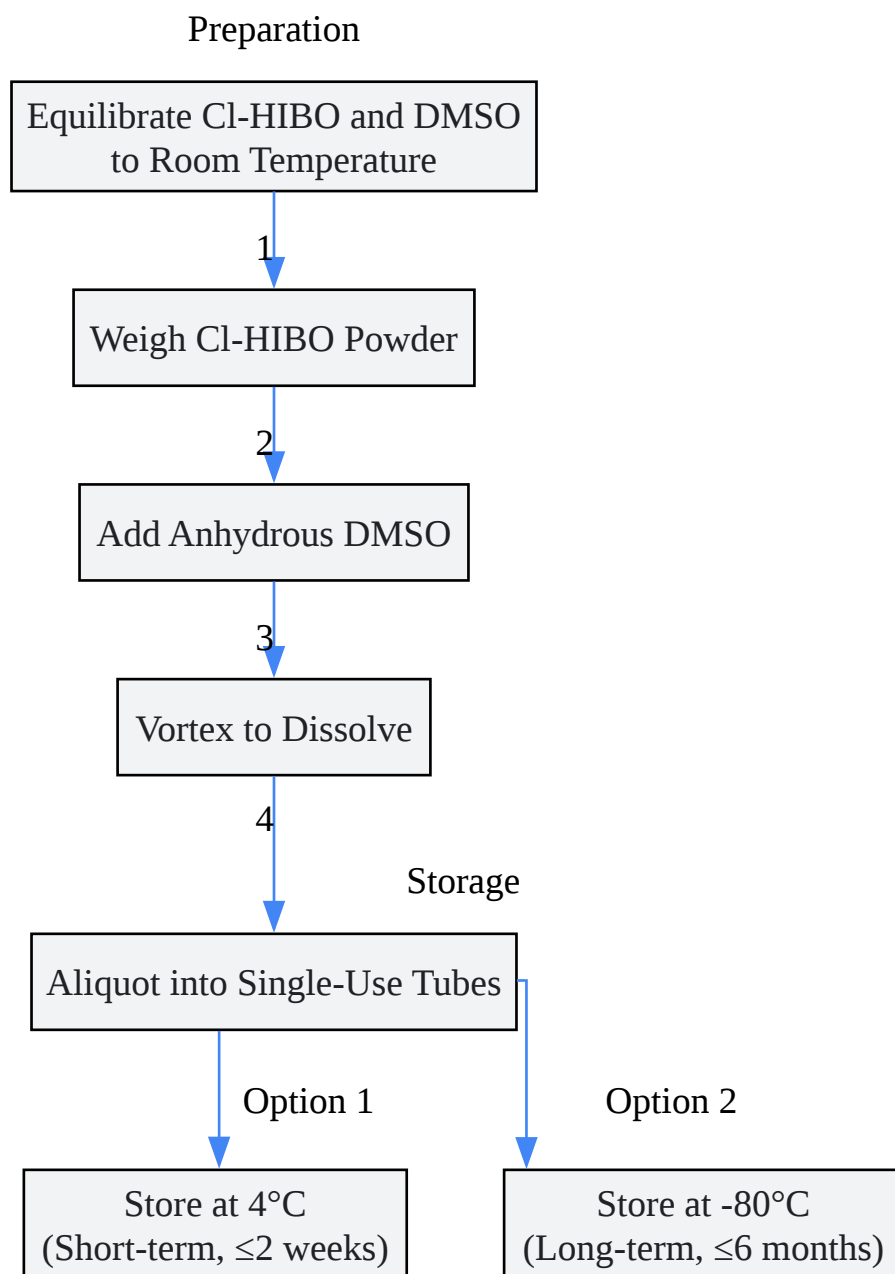 Preparation
Equilibrate Cl-HIBO and DMSO
to Room Temperature
1
Weigh Cl-HIBO Powder
2
Add Anhydrous DMSO
3
Vortex to Dissolve
4
Storage
Aliquot into Single-Use Tubes
Option 1
Option 2
Store at 4°C
(Short-term, ≤2 weeks)
Store at -80°C
(Long-term, ≤6 months)